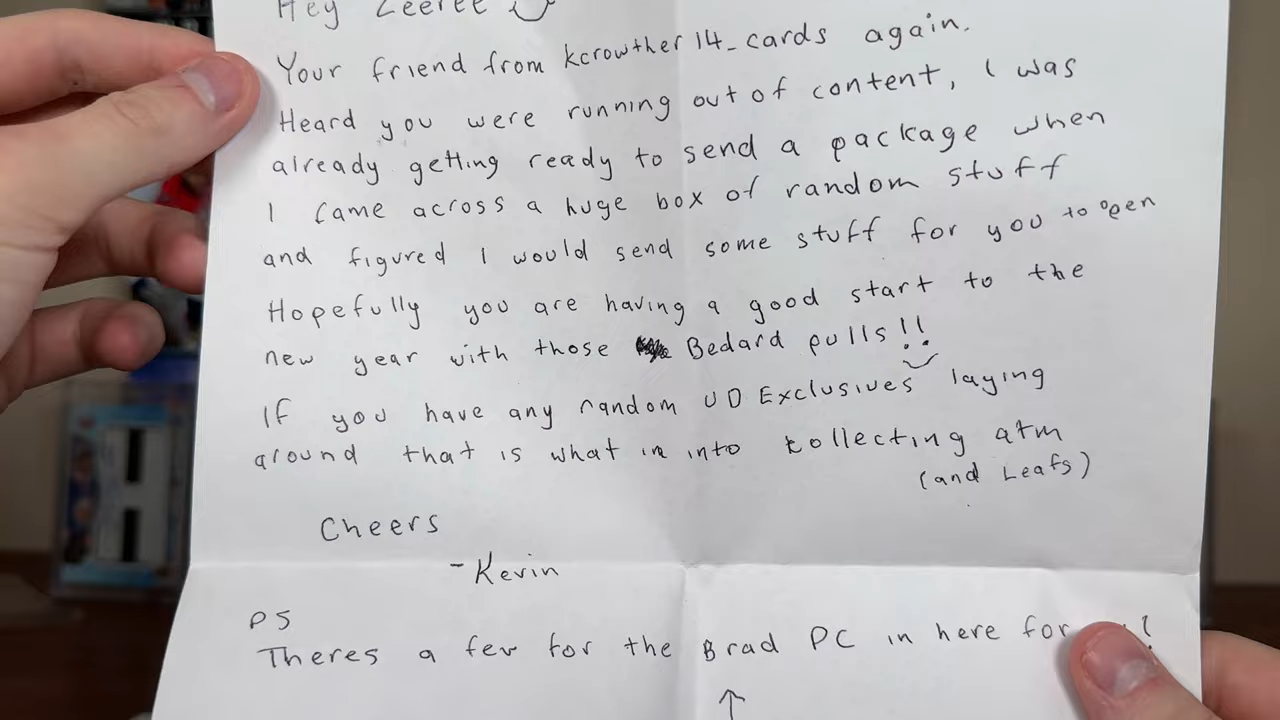 Hey Zeeree
Your friend from kcrowther14_cards again.
Heard you were running out of content, I was
already getting ready to send a package when
I came across a huge box of random stuff
and figured I would send some stuff for you to open
Hopefully you are having a good start to the
new year with those Bedard pulls!!
If you have any random UD Exclusives laying
around that is what im into collecting atm
(and Leafs)
Cheers
-Kevin
PS
Theres a few for the Brad PC in here for